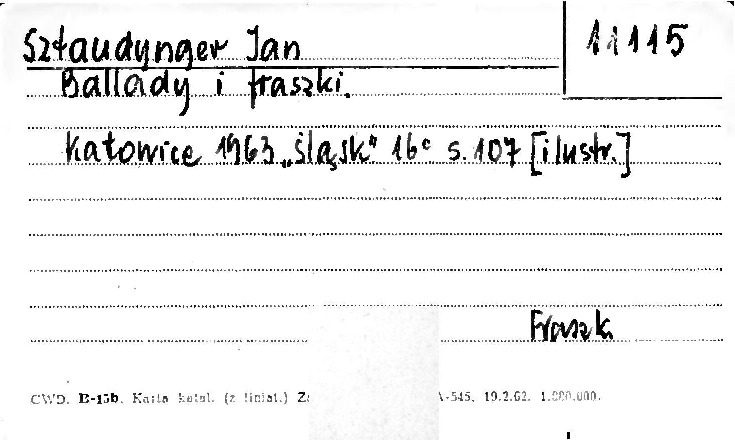 Sztaudynger Jan
11115
Ballady i fraszki.
Katowice 1963 „Śląsk" 16° s. 107 [ilustr.]
Fraszk.
CWD. B-15b. Karta katal. (z liniat.) -545. 19.2.62. 1.000.000.